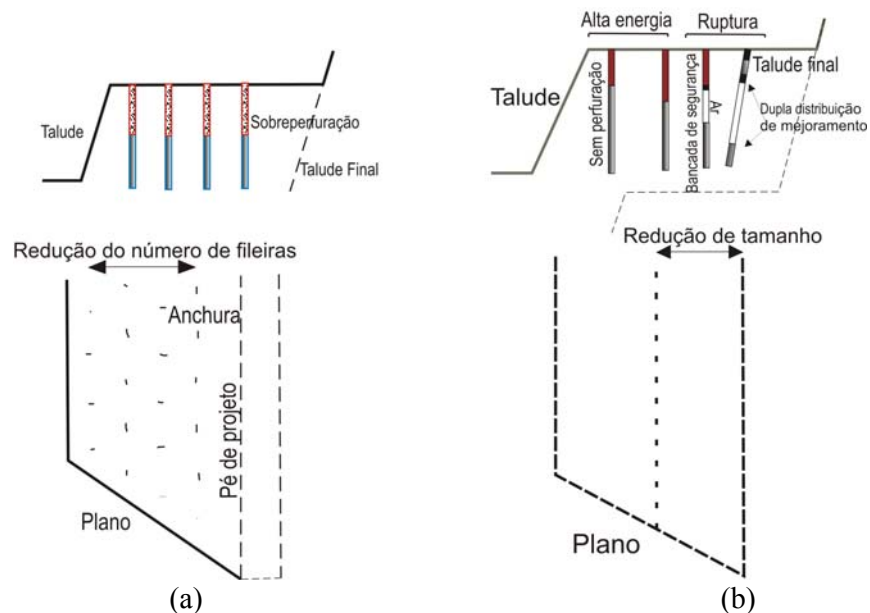 Talude
Sobreperfuração
Talude Final
Redução do número de fileiras
Anchura
Pé de projeto
Plano
(a)
Alta energia
Ruptura
Talude
Sem perfuração
Bancada de segurança
Ar
Talude final
Dupla distribuição
de mejoramento
Redução de tamanho
Plano
(b)